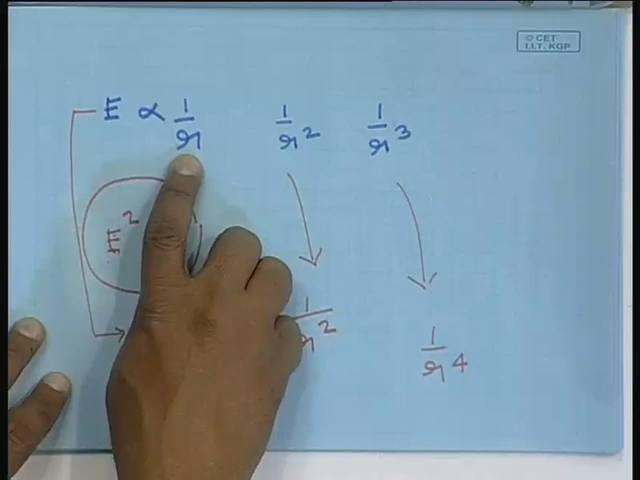 © CET
I.I.T. KGP
E ∝ 1/r 1/r² 1/r³
E²
1/r² 1/r⁴